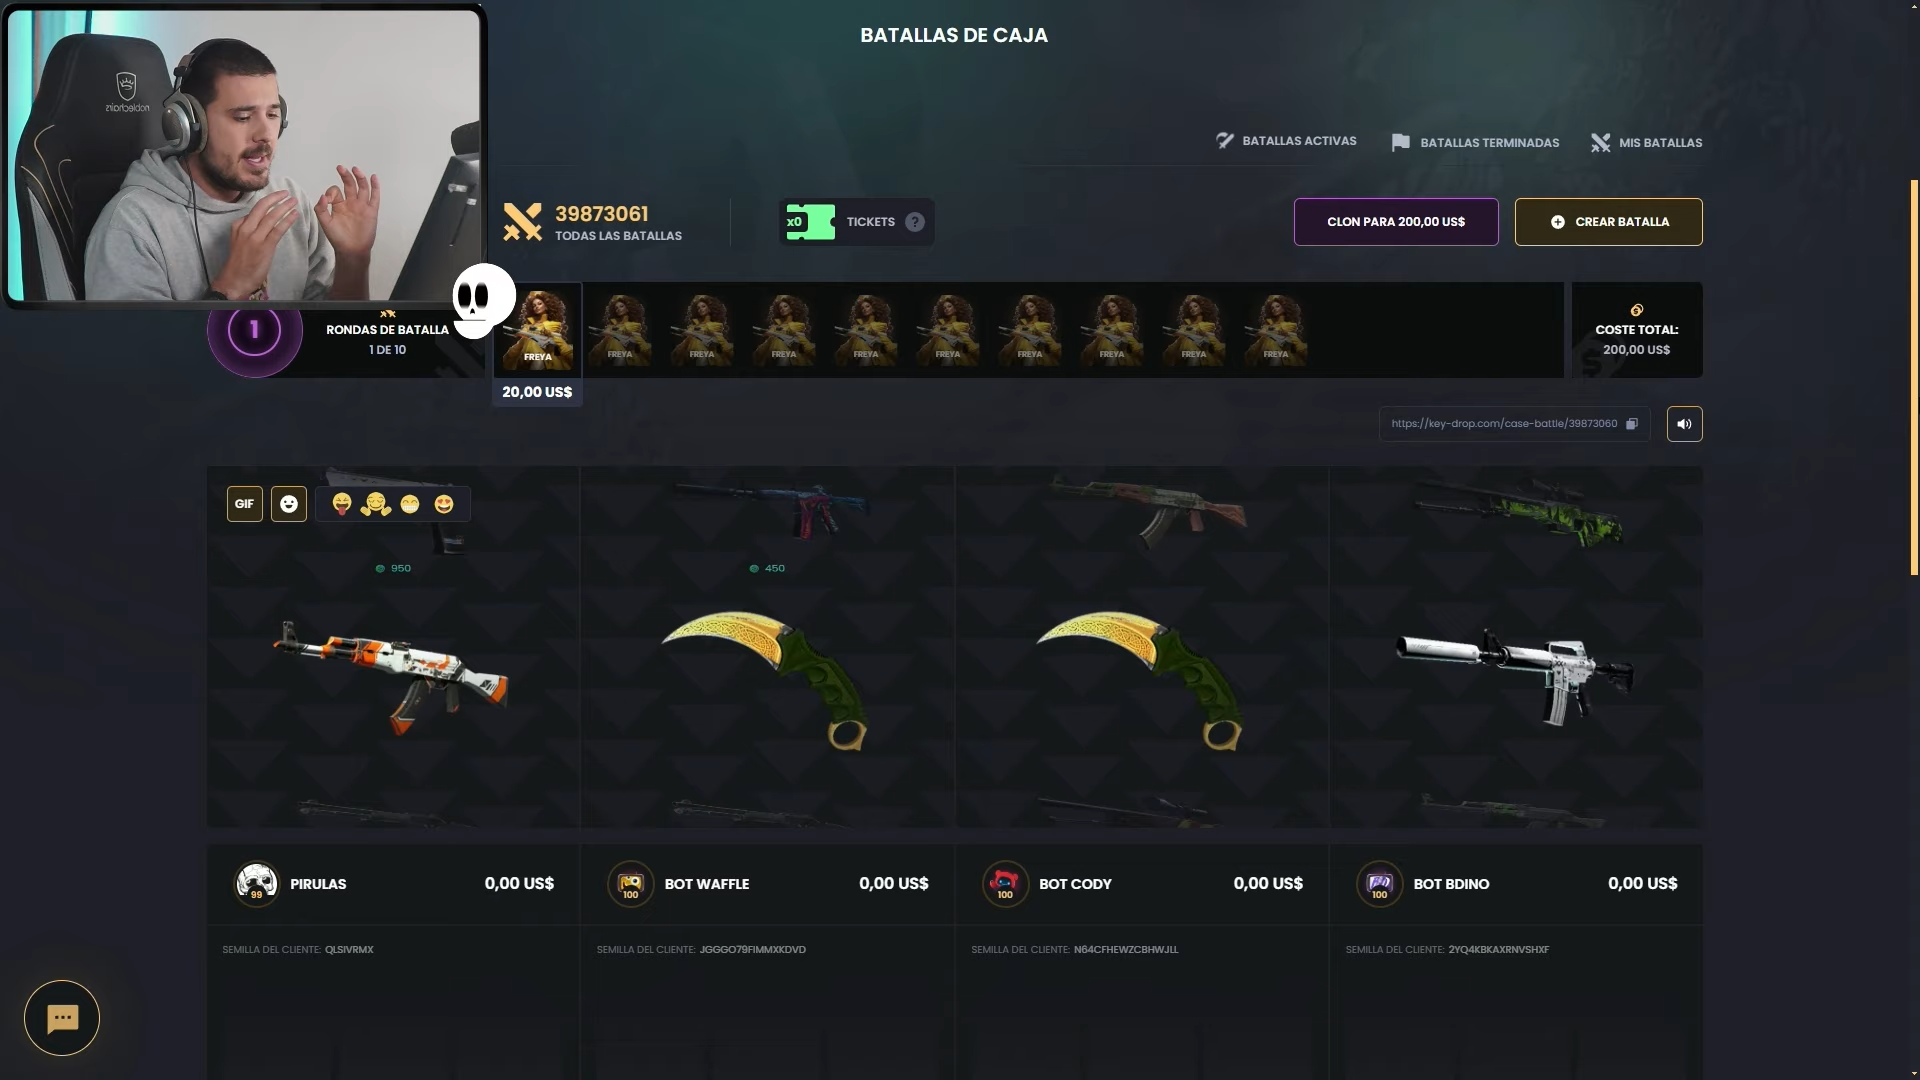 BATALLAS DE CAJA
noblechairs
BATALLAS ACTIVAS
BATALLAS TERMINADAS
MIS BATALLAS
39873061
TODAS LAS BATALLAS
x0
TICKETS
?
CLON PARA 200,00 US$
CREAR BATALLA
1
RONDAS DE BATALLA
1 DE 10
FREYA
FREYA
FREYA
FREYA
FREYA
FREYA
FREYA
FREYA
FREYA
FREYA
20,00 US$
COSTE TOTAL:
200,00 US$
https://key-drop.com/case-battle/39873060
GIF
950
450
99
PIRULAS
0,00 US$
100
BOT WAFFLE
0,00 US$
100
BOT CODY
0,00 US$
100
BOT BDINO
0,00 US$
SEMILLA DEL CLIENTE: QLSIVRMX
SEMILLA DEL CLIENTE: JGGGO79FIMMXKDVD
SEMILLA DEL CLIENTE: N64CFHEWZCBHWJLL
SEMILLA DEL CLIENTE: 2YQ4KBKAXRNVSHXF